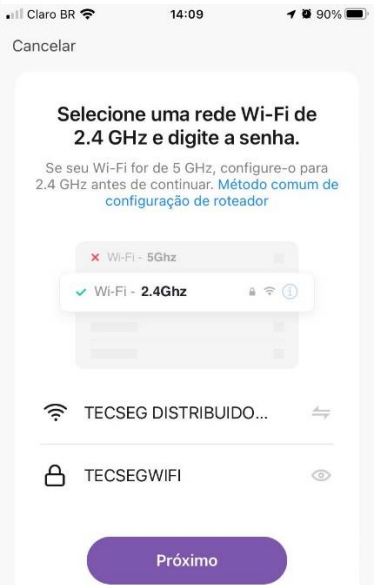 Claro BR 14:09 90%
Cancelar
Selecione uma rede Wi-Fi de
2.4 GHz e digite a senha.
Se seu Wi-Fi for de 5 GHz, configure-o para
2.4 GHz antes de continuar. Método comum de
configuração de roteador
Wi-Fi - 5Ghz
Wi-Fi - 2.4Ghz
TECSEG DISTRIBUIDO...
TECSEGWIFI
Próximo